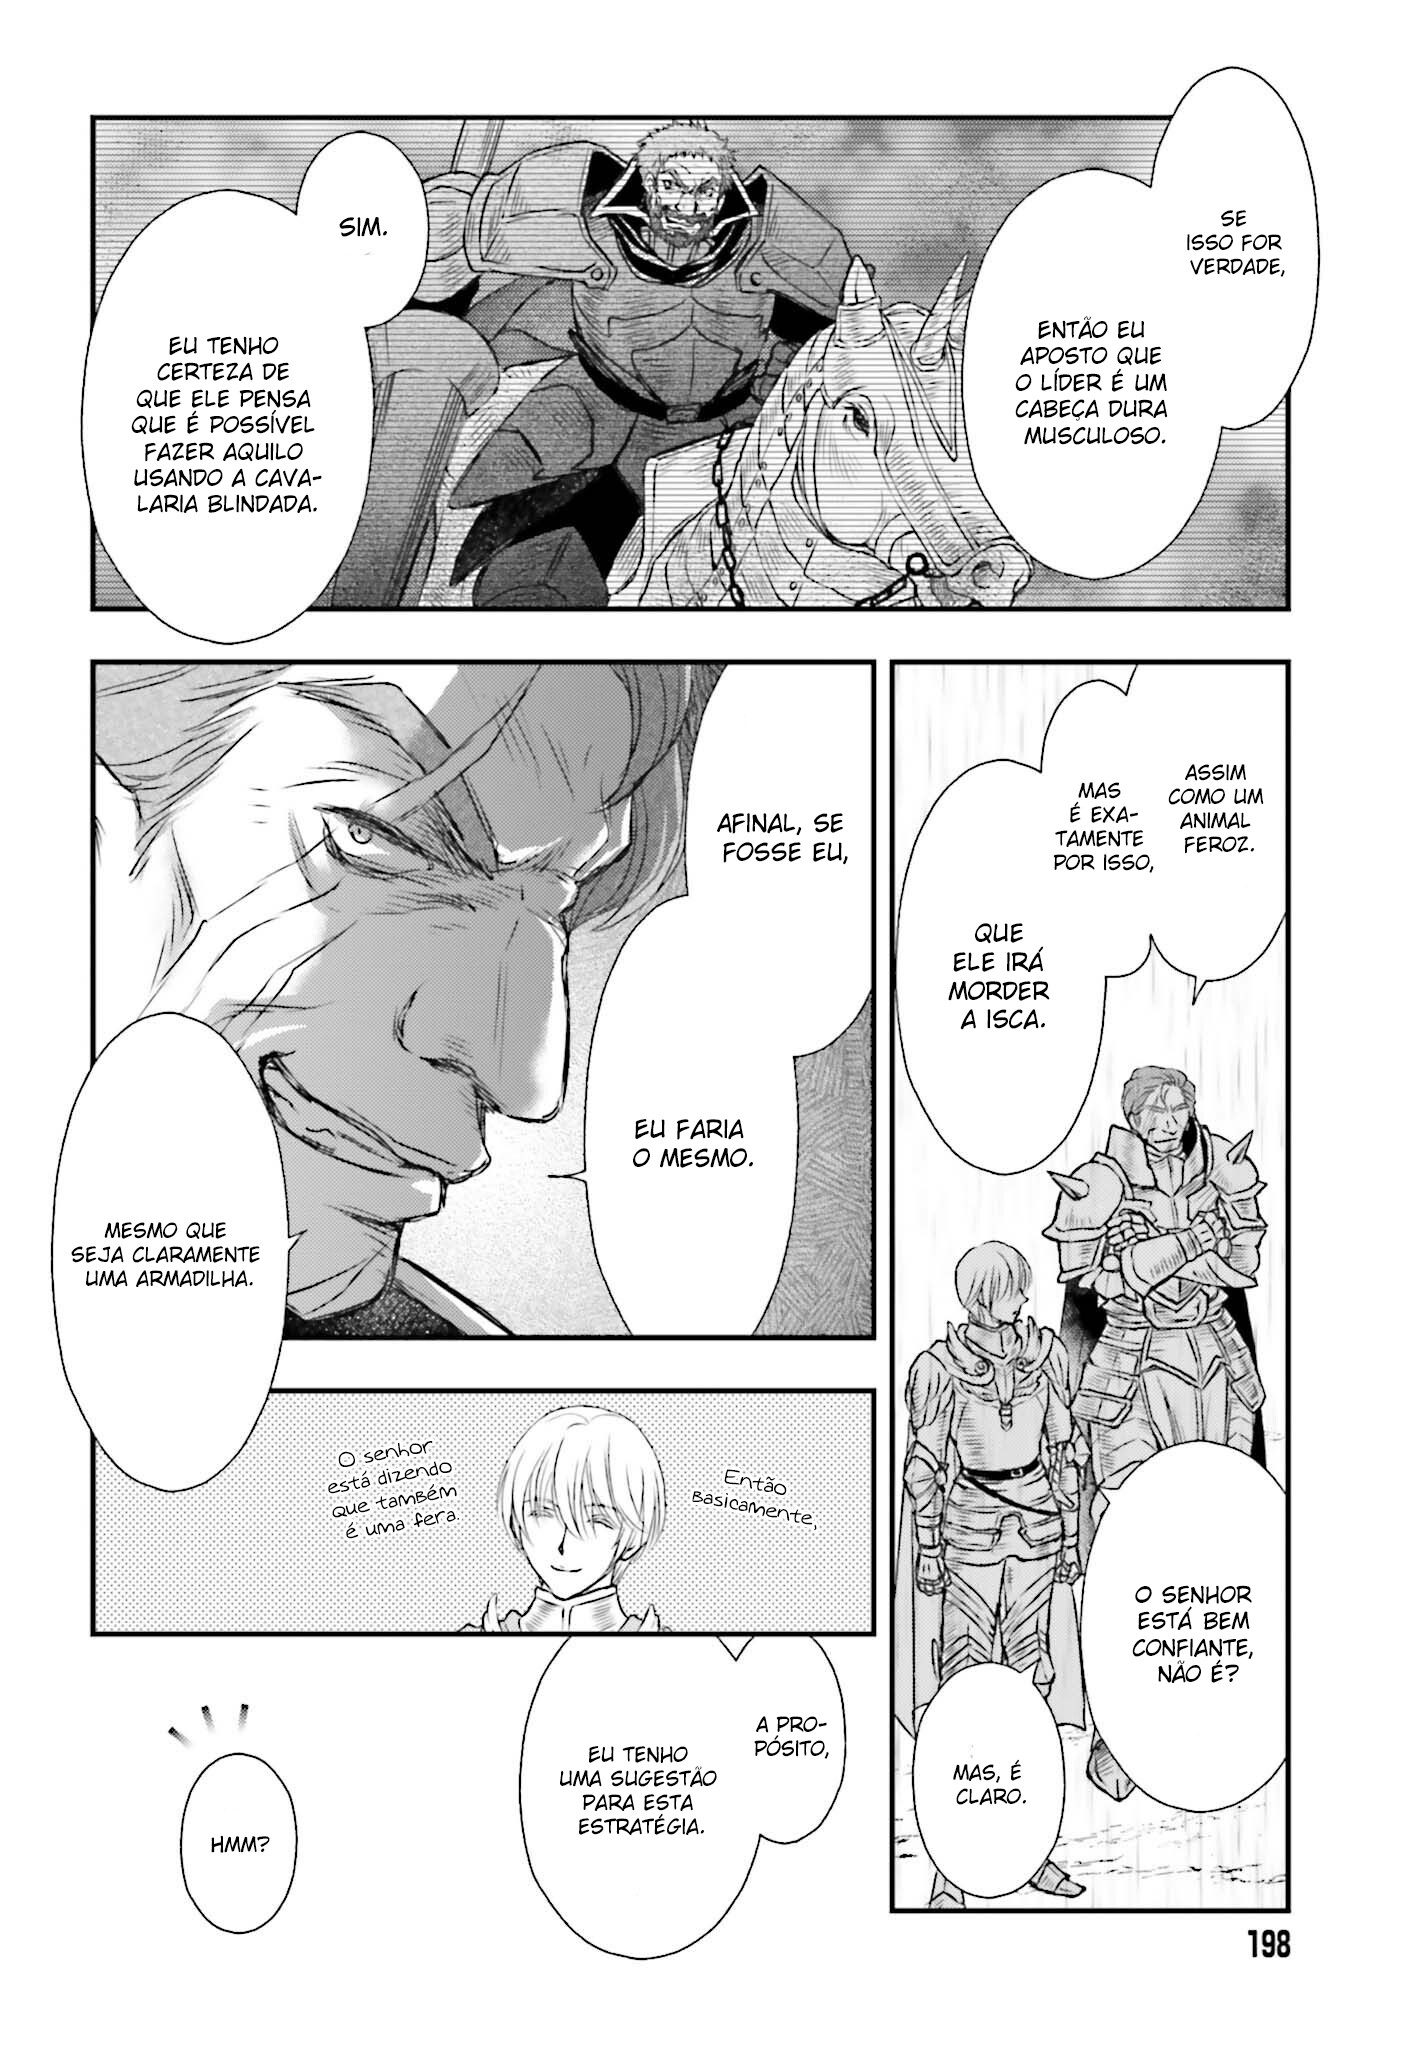 SE
ISSO FOR
VERDADE,
ENTÃO EU
APOSTO QUE
O LÍDER É UM
CABEÇA DURA
MUSCULOSO.
SIM.
EU TENHO
CERTEZA DE
QUE ELE PENSA
QUE É POSSÍVEL
FAZER AQUILO
USANDO A CAVA-
LARIA BLINDADA.
ASSIM
COMO UM
ANIMAL
FEROZ.
MAS
É EXA-
TAMENTE
POR ISSO,
QUE
ELE IRÁ
MORDER
A ISCA.
O SENHOR
ESTÁ BEM
CONFIANTE,
NÃO É?
MAS, É
CLARO.
AFINAL, SE
FOSSE EU,
EU FARIA
O MESMO.
MESMO QUE
SEJA CLARAMENTE
UMA ARMADILHA.
Então
Basicamente,
O senhor
está dizendo
que também
é uma fera.
A PRO-
PÓSITO,
EU TENHO
UMA SUGESTÃO
PARA ESTA
ESTRATÉGIA.
HMM?
198